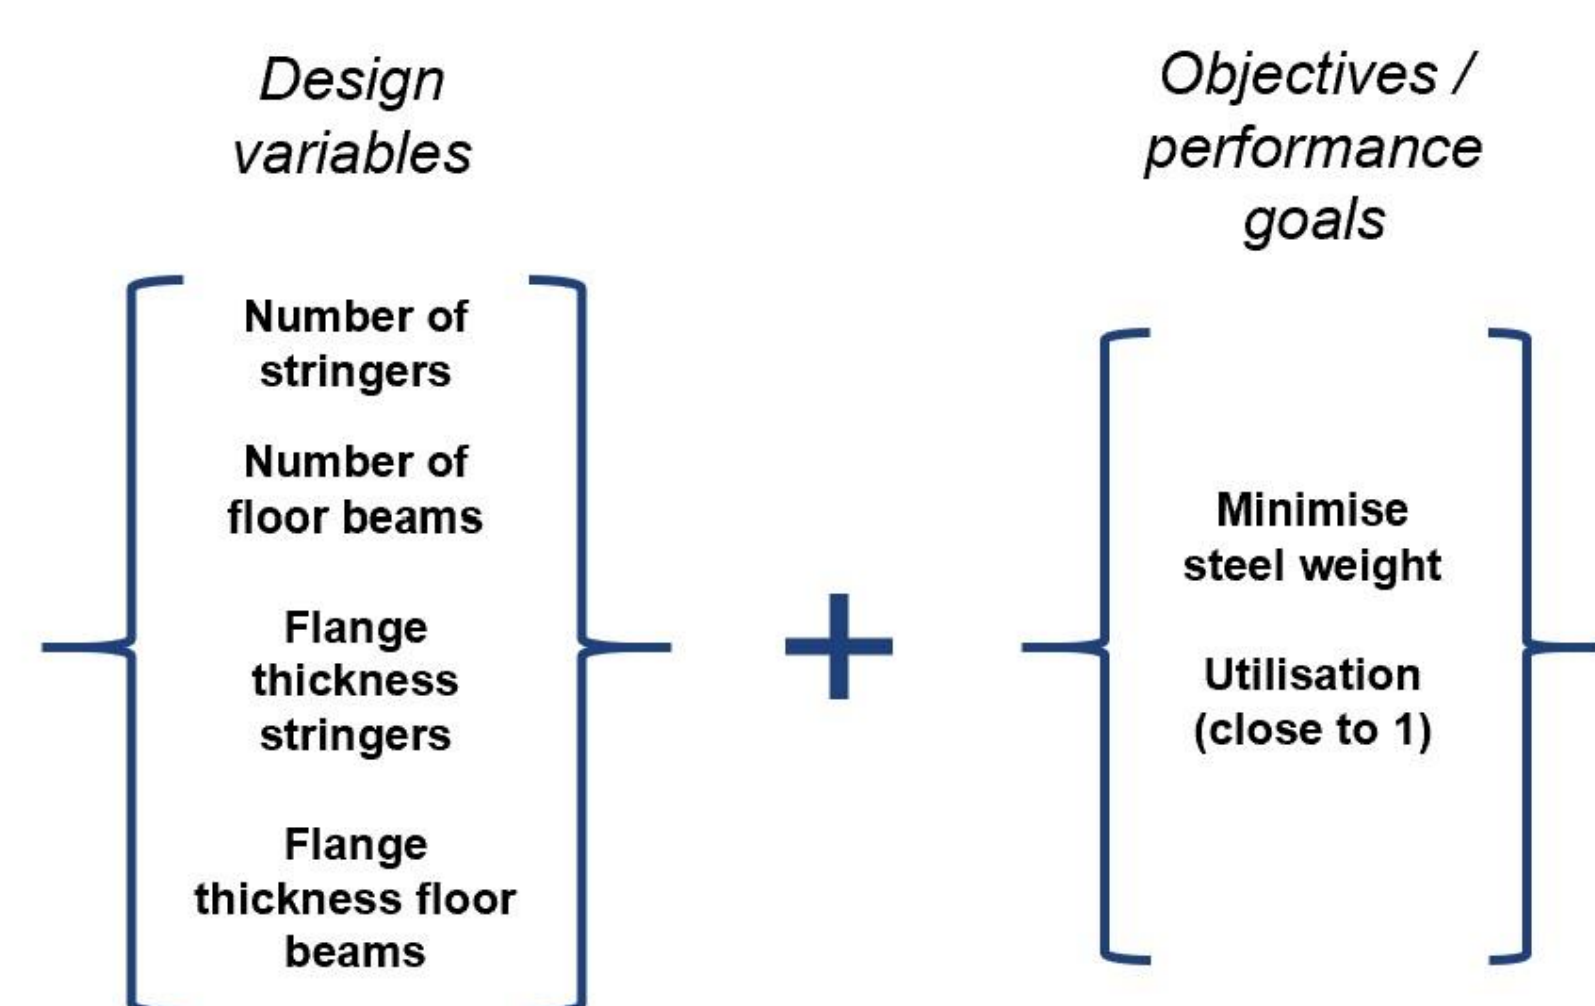 Design
variables
Number of
stringers
Number of
floor beams
Flange
thickness
stringers
Flange
thickness floor
beams
+
Objectives /
performance
goals
Minimise
steel weight
Utilisation
(close to 1)